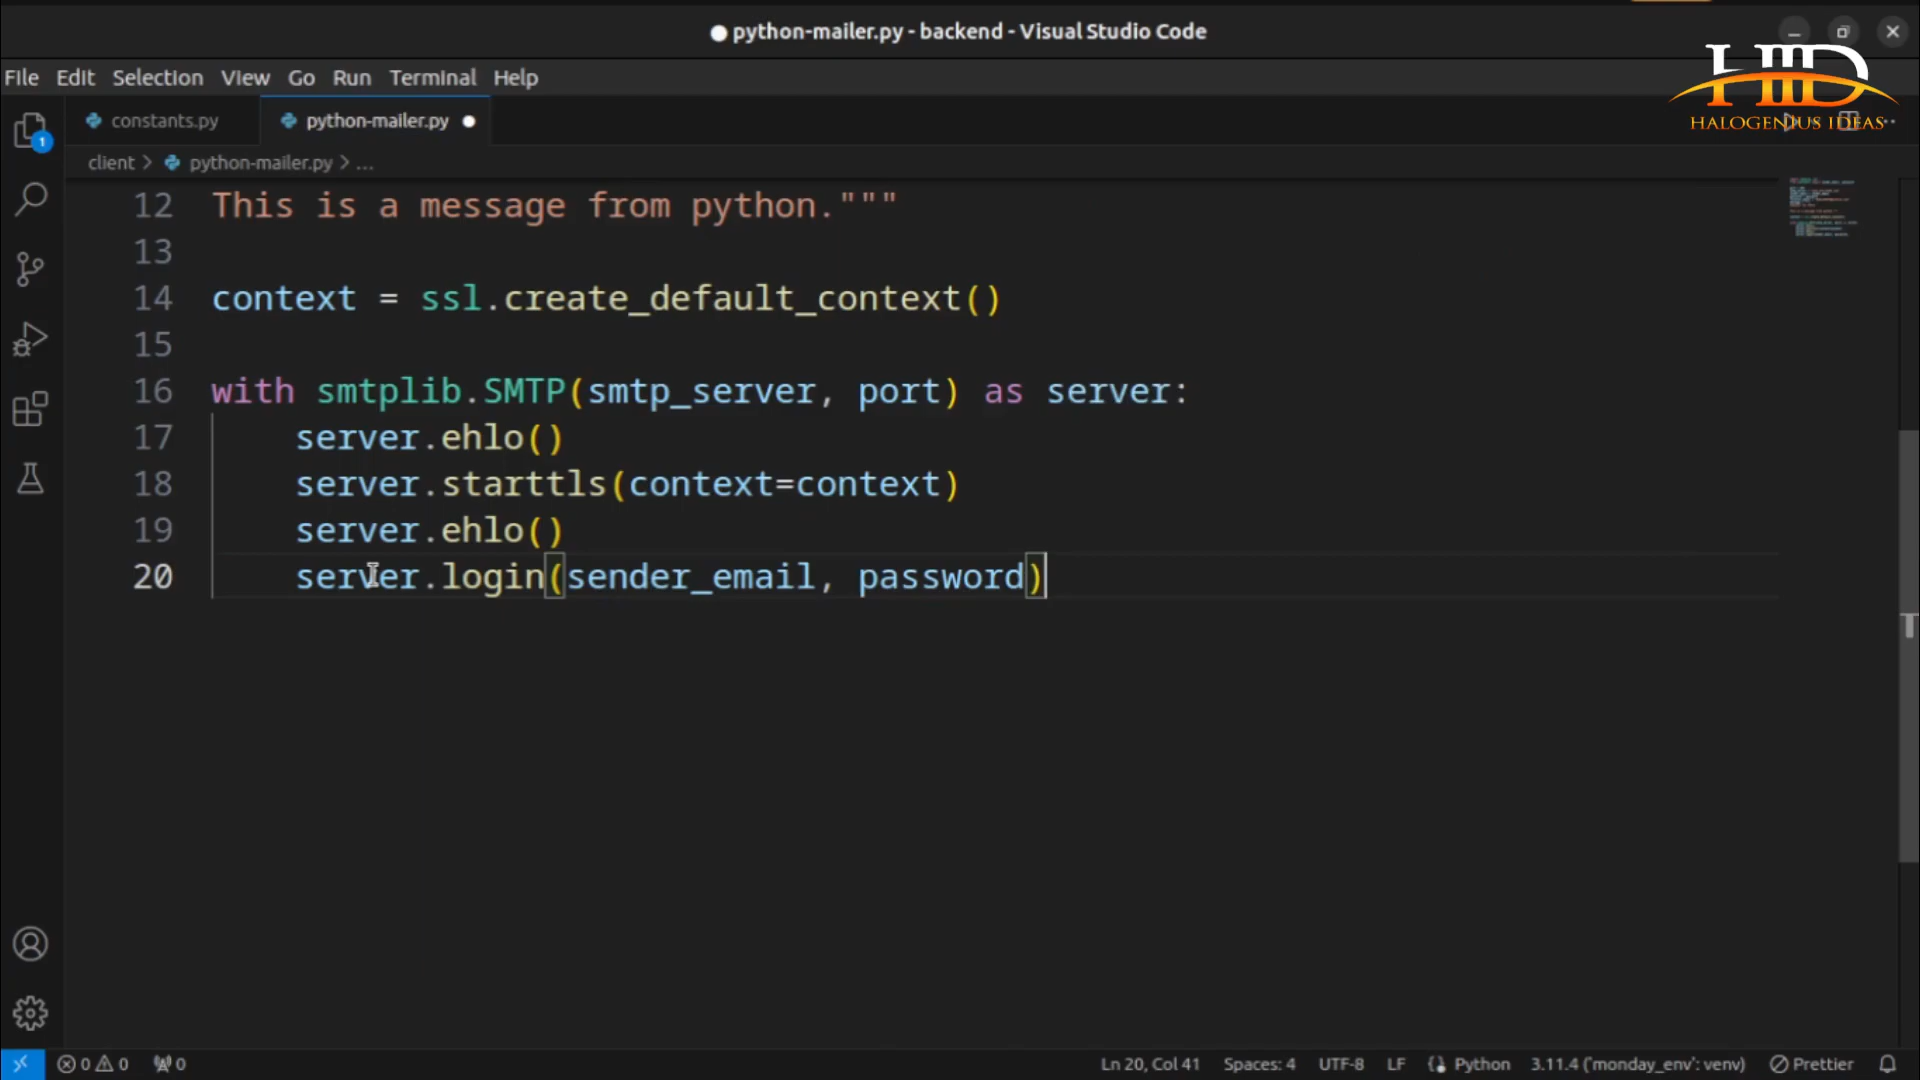 python-mailer.py - backend - Visual Studio Code
File Edit Selection View Go Run Terminal Help
HID
HALOGENIUS IDEAS
constants.py
python-mailer.py
1
client > python-mailer.py > ...
12 This is a message from python."""
13
14 context = ssl.create_default_context()
15
16 with smtplib.SMTP(smtp_server, port) as server:
17 server.ehlo()
18 server.starttls(context=context)
19 server.ehlo()
20 server.login(sender_email, password)
0 0 0 Ln 20, Col 41 Spaces: 4 UTF-8 LF Python 3.11.4 ('monday_env': venv) Prettier